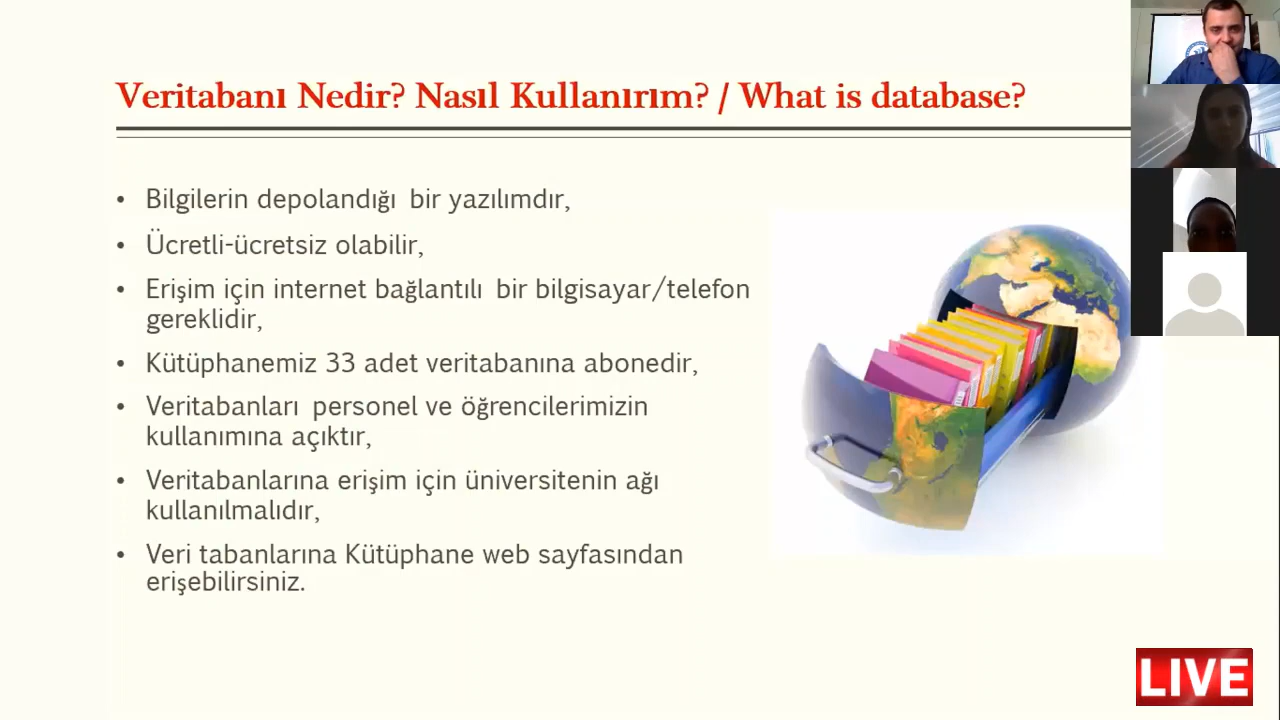 Veritabanı Nedir? Nasıl Kullanırım? / What is database?
• Bilgilerin depolandığı bir yazılımdır,
• Ücretli-ücretsiz olabilir,
• Erişim için internet bağlantılı bir bilgisayar/telefon
gereklidir,
• Kütüphanemiz 33 adet veritabanına abonedir,
• Veritabanları personel ve öğrencilerimizin
kullanımına açıktır,
• Veritabanlarına erişim için üniversitenin ağı
kullanılmalıdır,
• Veri tabanlarına Kütüphane web sayfasından
erişebilirsiniz.
LIVE